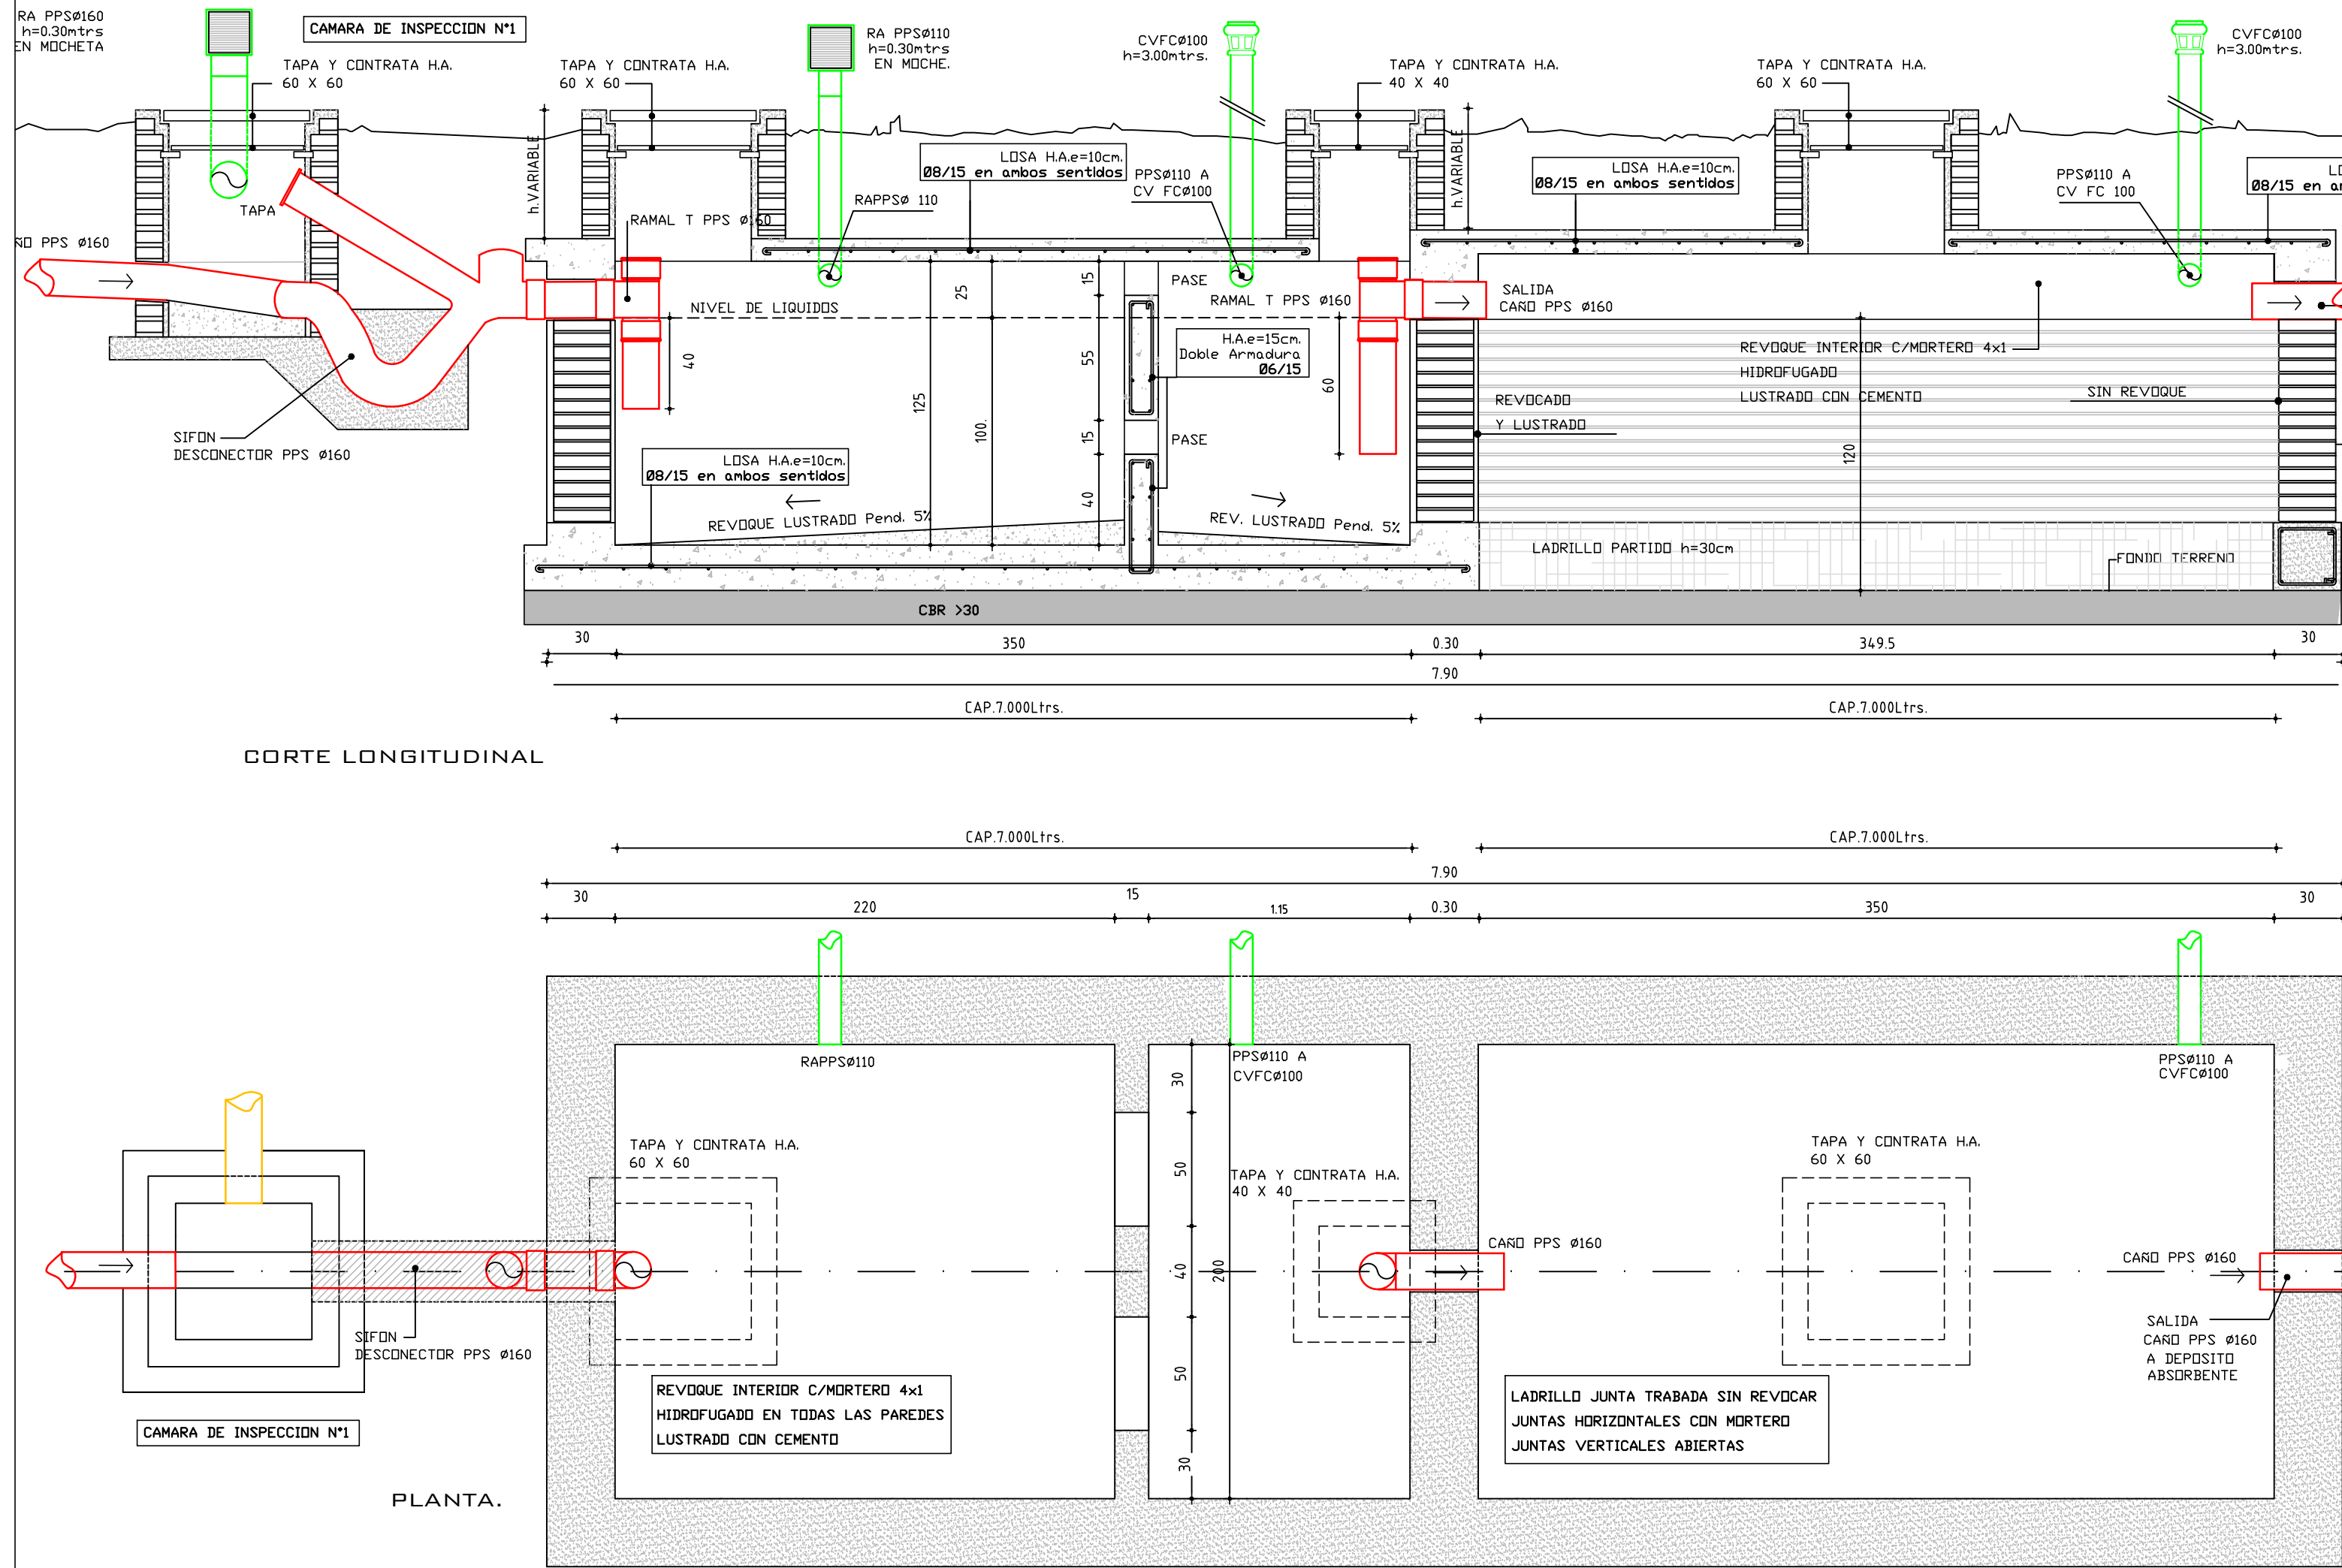 RA PPSØ160
h=0.30mtrs
EN MOCHETA
CAMARA DE INSPECCION N°1
TAPA Y CONTRATA H.A.
60 X 60
TAPA Y CONTRATA H.A.
60 X 60
RA PPSØ110
h=0.30mtrs
EN MOCHE.
CVFCØ100
h=3.00mtrs.
TAPA Y CONTRATA H.A.
40 X 40
TAPA Y CONTRATA H.A.
60 X 60
CVFCØ100
h=3.00mtrs.
h.VARIABLE
LOSA H.A.e=10cm.
Ø8/15 en ambos sentidos
PPSØ110 A
CV FCØ100
h.VARIABLE
LOSA H.A.e=10cm.
Ø8/15 en ambos sentidos
PPSØ110 A
CV FC 100
Ø8/15 en
TAPA
RAMAL T PPS Ø160
RAPPSØ 110
PPS Ø160
NIVEL DE LIQUIDOS
25
15
PASE
RAMAL T PPS Ø160
SALIDA
CAÑO PPS Ø160
40
125
100.
55
H.A.e=15cm.
Doble Armadura
Ø6/15
60
REVOQUE INTERIOR C/MORTERO 4x1
HIDROFUGADO
LUSTRADO CON CEMENTO
SIN REVOQUE
REVOCADO
Y LUSTRADO
SIFON
DESCONECTOR PPS Ø160
15
PASE
120
LOSA H.A.e=10cm.
Ø8/15 en ambos sentidos
40
REVOQUE LUSTRADO Pend. 5%
REV. LUSTRADO Pend. 5%
LADRILLO PARTIDO h=30cm
FONDO TERRENO
CBR >30
30
350
0.30
349.5
30
7.90
CAP.7.000Ltrs.
CAP.7.000Ltrs.
CORTE LONGITUDINAL
CAP.7.000Ltrs.
CAP.7.000Ltrs.
7.90
30
220
15
1.15
0.30
350
30
RAPPSØ110
PPSØ110 A
CVFCØ100
PPSØ110 A
CVFCØ100
30
TAPA Y CONTRATA H.A.
60 X 60
50
TAPA Y CONTRATA H.A.
40 X 40
TAPA Y CONTRATA H.A.
60 X 60
40
200
CAÑO PPS Ø160
CAÑO PPS Ø160
SIFON
DESCONECTOR PPS Ø160
SALIDA
CAÑO PPS Ø160
A DEPOSITO
ABSORBENTE
50
REVOQUE INTERIOR C/MORTERO 4x1
HIDROFUGADO EN TODAS LAS PAREDES
LUSTRADO CON CEMENTO
LADRILLO JUNTA TRABADA SIN REVOCAR
JUNTAS HORIZONTALES CON MORTERO
JUNTAS VERTICALES ABIERTAS
CAMARA DE INSPECCION N°1
30
PLANTA.